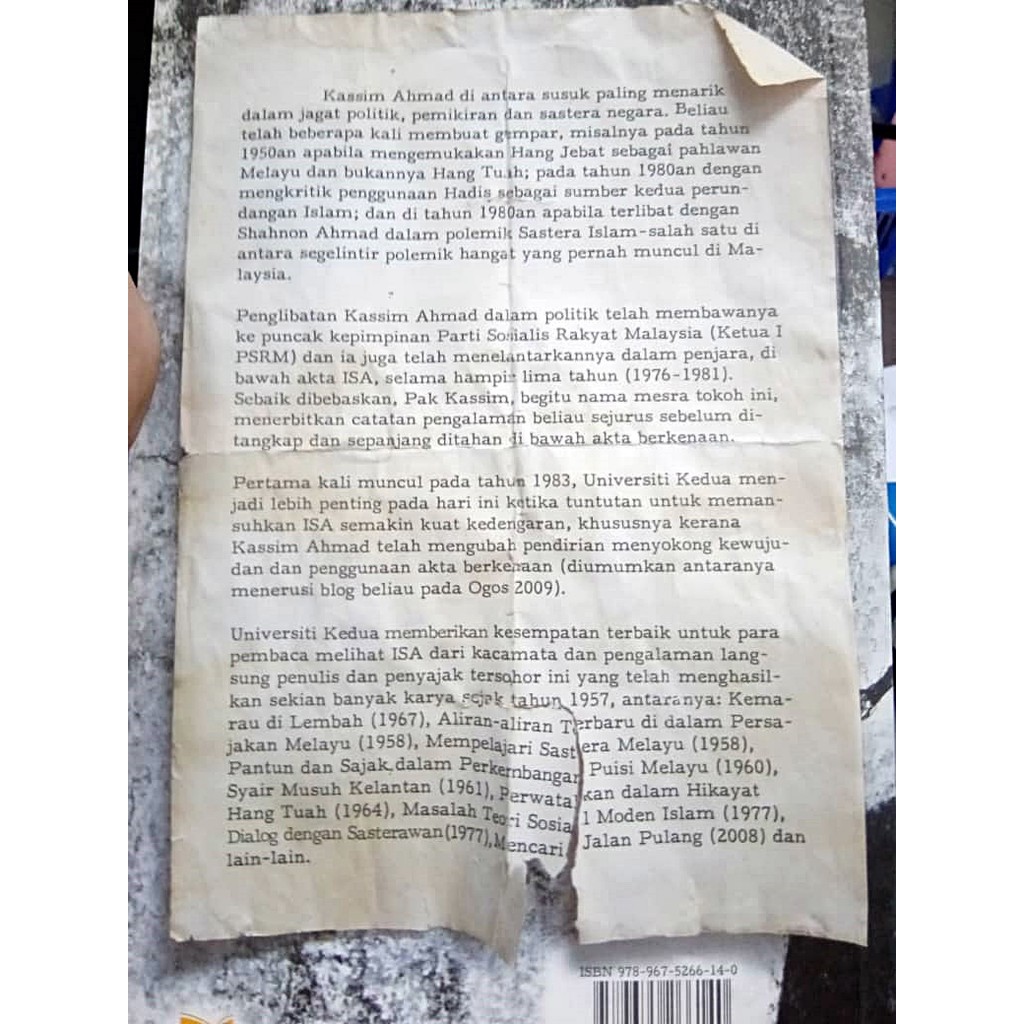 Kassim Ahmad di antara susuk paling menarik
dalam jagat politik, pemikiran dan sastera negara. Beliau
telah beberapa kali membuat gempar, misalnya pada tahun
1950an apabila mengemukakan Hang Jebat sebagai pahlawan
Melayu dan bukannya Hang Tuah; pada tahun 1980an dengan
mengkritik penggunaan Hadis sebagai sumber kedua perun-
dangan Islam; dan di tahun 1980an apabila terlibat dengan
Shahnon Ahmad dalam polemik Sastera Islam-salah satu di
antara segelintir polemik hangat yang pernah muncul di Ma-
laysia.
Penglibatan Kassim Ahmad dalam politik telah membawanya
ke puncak kepimpinan Parti Sosialis Rakyat Malaysia (Ketua I
PSRM) dan ia juga telah menelantarkannya dalam penjara, di
bawah akta ISA, selama hampir lima tahun (1976-1981).
Sebaik dibebaskan, Pak Kassim, begitu nama mesra tokoh ini,
menerbitkan catatan pengalaman beliau sejurus sebelum di-
tangkap dan sepanjang ditahan di bawah akta berkenaan.
Pertama kali muncul pada tahun 1983, Universiti Kedua men-
jadi lebih penting pada hari ini ketika tuntutan untuk meman-
suhkan ISA semakin kuat kedengaran, khususnya kerana
Kassim Ahmad telah mengubah pendirian menyokong kewuju-
dan dan penggunaan akta berkenaan (diumumkan antaranya
menerusi blog beliau pada Ogos 2009).
Universiti Kedua memberikan kesempatan terbaik untuk para
pembaca melihat ISA dari kacamata dan pengalaman lang-
sung penulis dan penyajak tersohor ini yang telah menghasil-
kan sekian banyak karya sejak tahun 1957, antaranya: Kema-
rau di Lembah (1967), Aliran-aliran Terbaru di dalam Persa-
jakan Melayu (1958), Mempelajari Sastera Melayu (1958),
Pantun dan Sajak dalam Perkembangan Puisi Melayu (1960),
Syair Musuh Kelantan (1961), Perwatakan dalam Hikayat
Hang Tuah (1964), Masalah Teori Sosial Moden Islam (1977),
Dialog dengan Sasterawan(1977), Mencari Jalan Pulang (2008) dan
lain-lain.
ISBN 978-967-5266-14-0